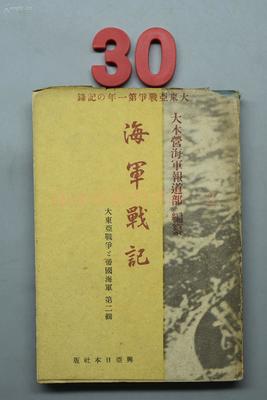 30
大東亞戰爭第一年の記錄
大本營海軍報道部 編纂
海軍戰記
大東亞戰爭と帝國海軍 第二輯
興亞日本社版